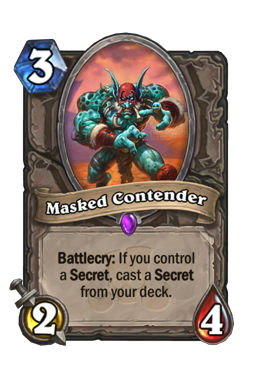 3
Masked Contender
Battlecry: If you control
a Secret, cast a Secret
from your deck.
2
4